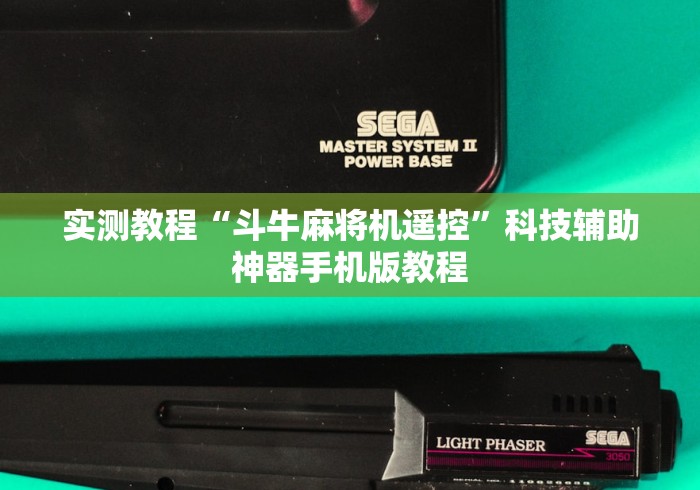 SEGA
MASTER SYSTEM II
POWER BASE
实测教程“斗牛麻将机遥控”科技辅助
神器手机版教程
LIGHT PHASER
SEGA
3050